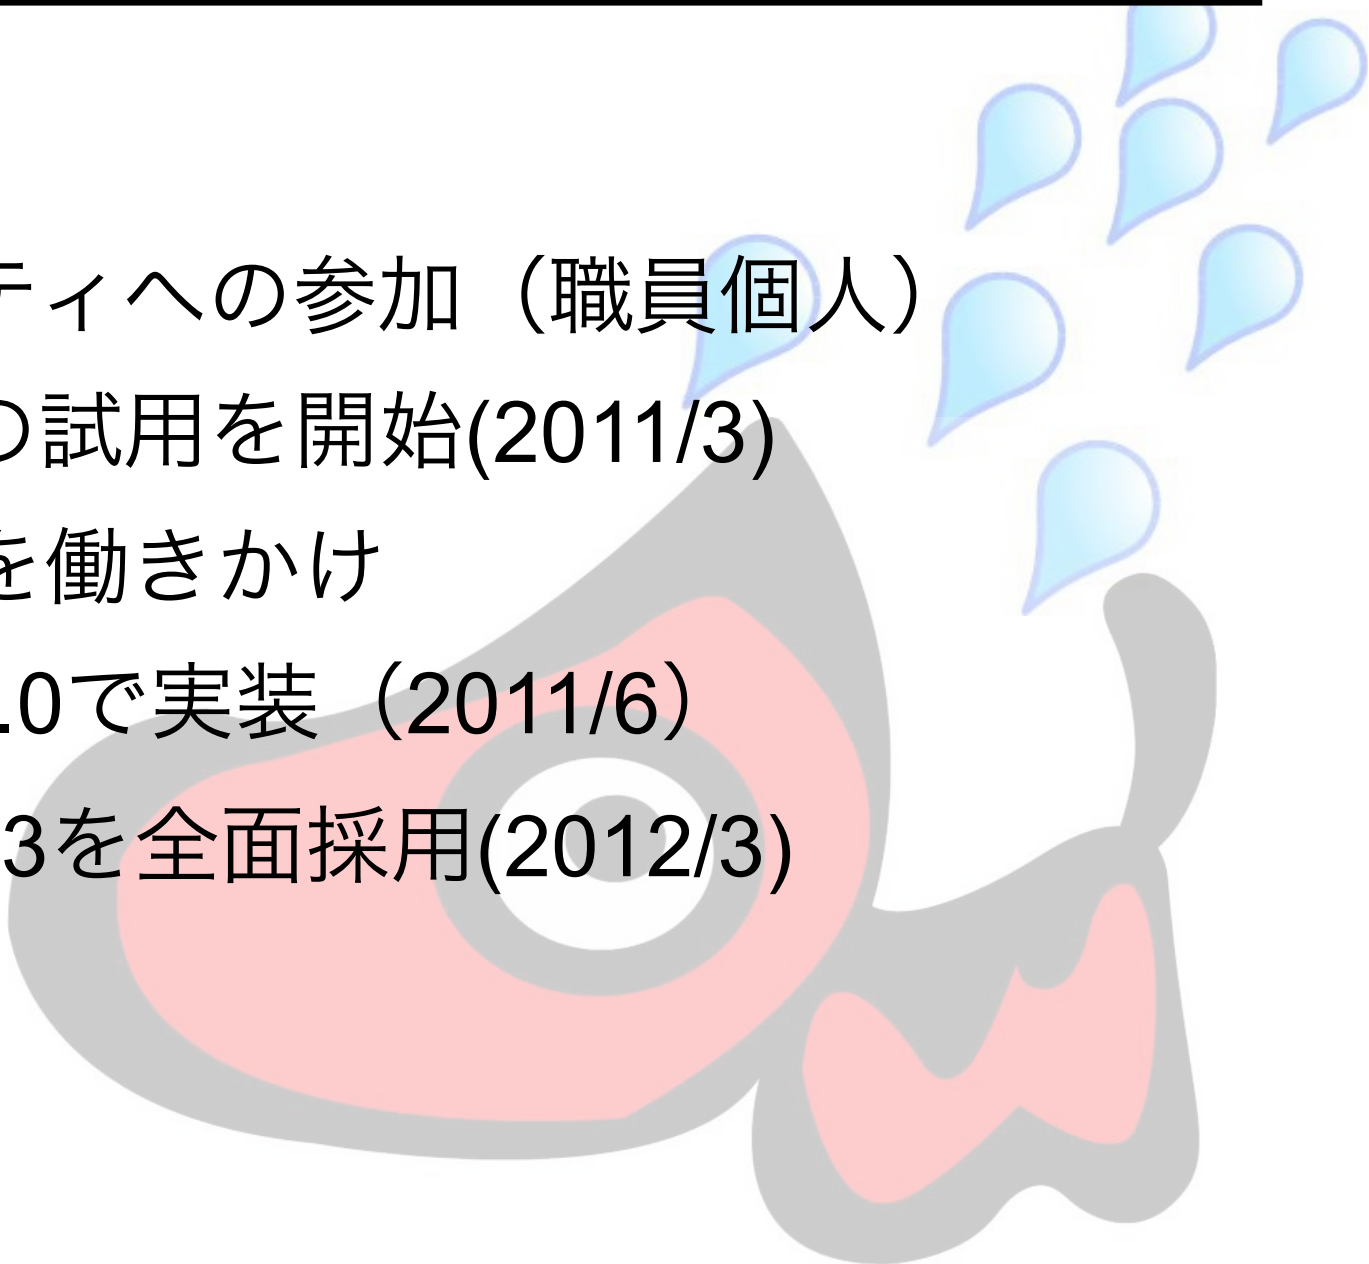 ティへの参加（職員個人）
の試用を開始(2011/3)
を働きかけ
.0で実装（2011/6）
3を全面採用(2012/3)